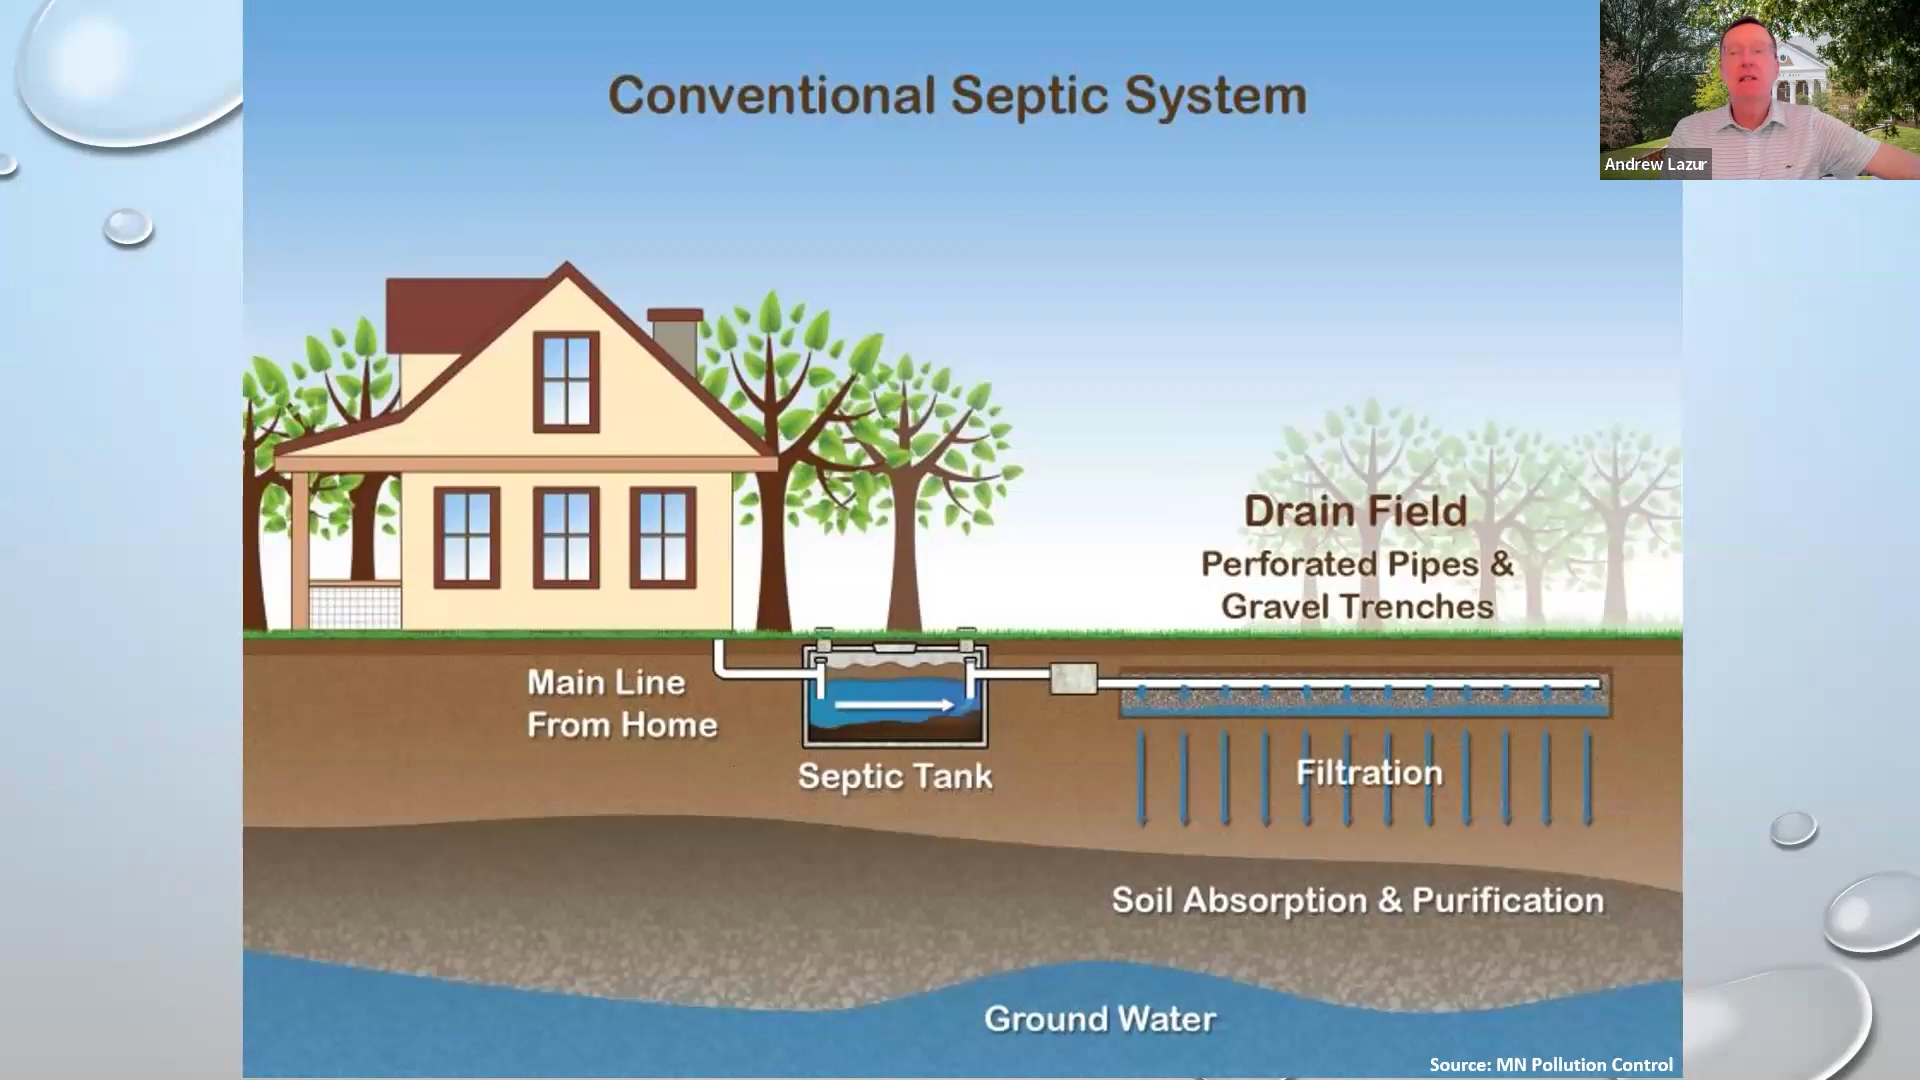 Conventional Septic System
Andrew Lazur
Drain Field
Perforated Pipes &
Gravel Trenches
Main Line
From Home
Septic Tank
Filtration
Soil Absorption & Purification
Ground Water
Source: MN Pollution Control